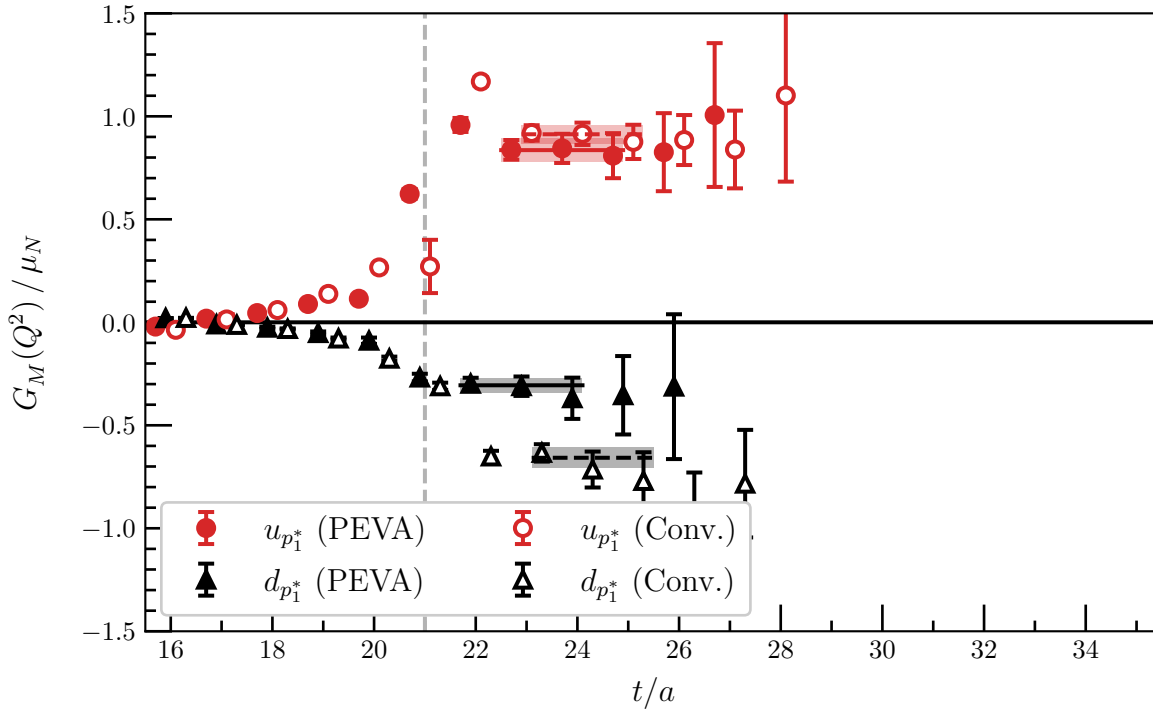 1.5
1.0
0.5
0.0
−0.5
−1.0
−1.5
G_M(Q²) / μ_N
u_{p_1^*} (PEVA)
u_{p_1^*} (Conv.)
d_{p_1^*} (PEVA)
d_{p_1^*} (Conv.)
16 18 20 22 24 26 28 30 32 34
t/a